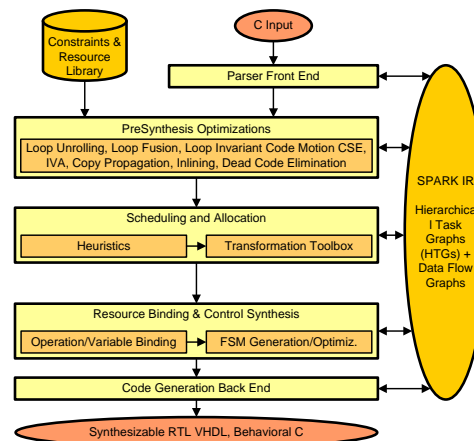 Constraints &
Resource
Library
C Input
Parser Front End
PreSynthesis Optimizations
Loop Unrolling, Loop Fusion, Loop Invariant Code Motion CSE,
IVA, Copy Propagation, Inlining, Dead Code Elimination
Scheduling and Allocation
Heuristics
Transformation Toolbox
Resource Binding & Control Synthesis
Operation/Variable Binding
FSM Generation/Optimiz.
Code Generation Back End
Synthesizable RTL VHDL, Behavioral C
SPARK IR
Hierarchica
l Task
Graphs
(HTGs) +
Data Flow
Graphs